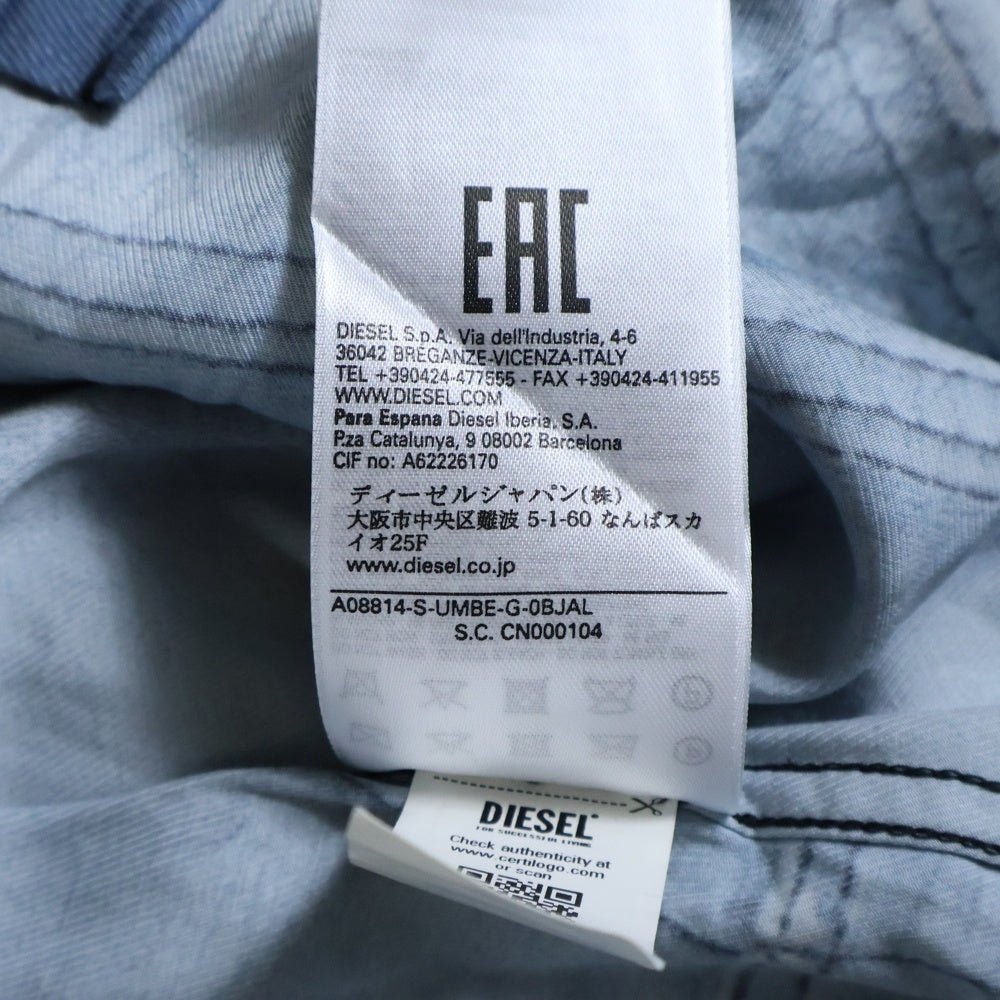 EAC
DIESEL S.p.A. Via dell'Industria, 4-6
36042 BREGANZE-VICENZA-ITALY
TEL +390424-477555 - FAX +390424-411955
WWW.DIESEL.COM
Para Espana Diesel Iberia, S.A.
P.za Catalunya, 9 08002 Barcelona
CIF no: A62226170
ディーゼルジャパン(株)
大阪市中央区難波 5-1-60 なんばスカ
イオ25F
www.diesel.co.jp
A08814-S-UMBE-G-0BJAL
S.C. CN000104
DIESEL
FOR SUCCESSFUL LIVING
Check authenticity at
www.certilogo.com
or scan